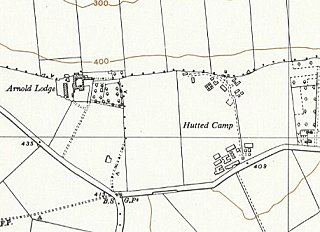 300
400
Arnold Lodge
Hutted Camp
435
409
B.S.
G.P.
F.P.